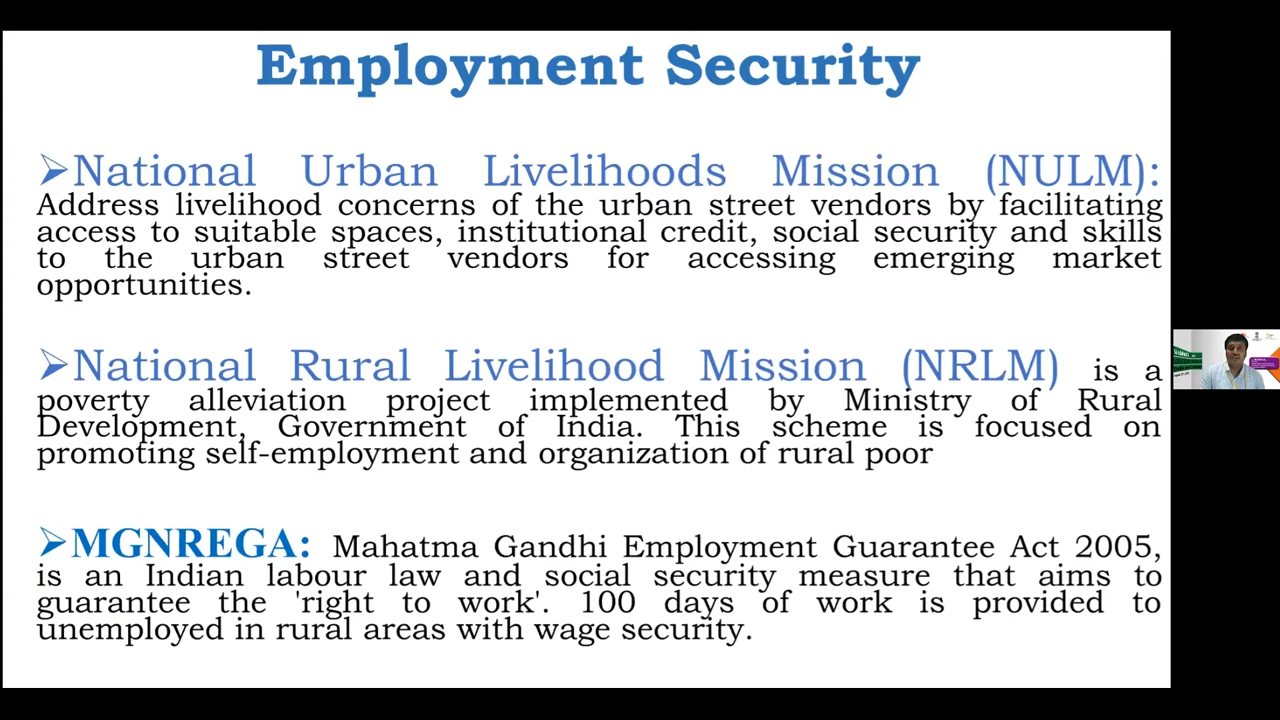 Employment Security
➢National Urban Livelihoods Mission (NULM):
Address livelihood concerns of the urban street vendors by facilitating
access to suitable spaces, institutional credit, social security and skills
to the urban street vendors for accessing emerging market
opportunities.
➢National Rural Livelihood Mission (NRLM) is a
poverty alleviation project implemented by Ministry of Rural
Development, Government of India. This scheme is focused on
promoting self-employment and organization of rural poor
➢MGNREGA: Mahatma Gandhi Employment Guarantee Act 2005,
is an Indian labour law and social security measure that aims to
guarantee the 'right to work'. 100 days of work is provided to
unemployed in rural areas with wage security.